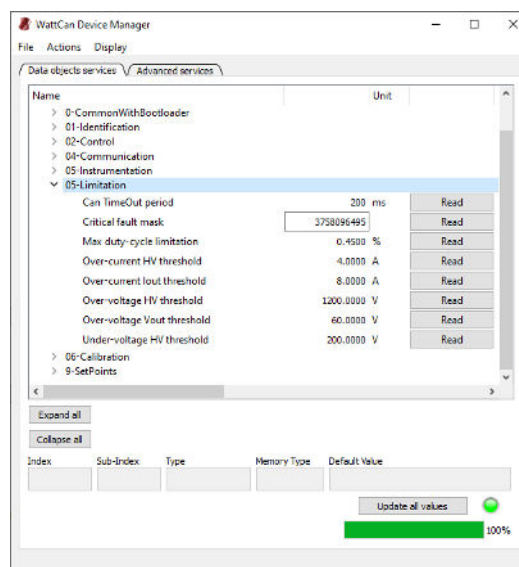 WattCan Device Manager
File Actions Display
Data objects services Advanced services
Name Unit
0-CommonWithBootloader
01-Identification
02-Control
04-Communication
05-Instrumentation
05-Limitation
Can TimeOut period 200 ms Read
Critical fault mask 3758096495 Read
Max duty-cycle limitation 0.4500 % Read
Over-current HV threshold 4.0000 A Read
Over-current Iout threshold 8.0000 A Read
Over-voltage HV threshold 1200.0000 V Read
Over-voltage Vout threshold 60.0000 V Read
Under-voltage HV threshold 200.0000 V Read
06-Calibration
9-SetPoints
Expand all
Collapse all
Index Sub-Index Type Memory Type Default Value
Update all values
100%